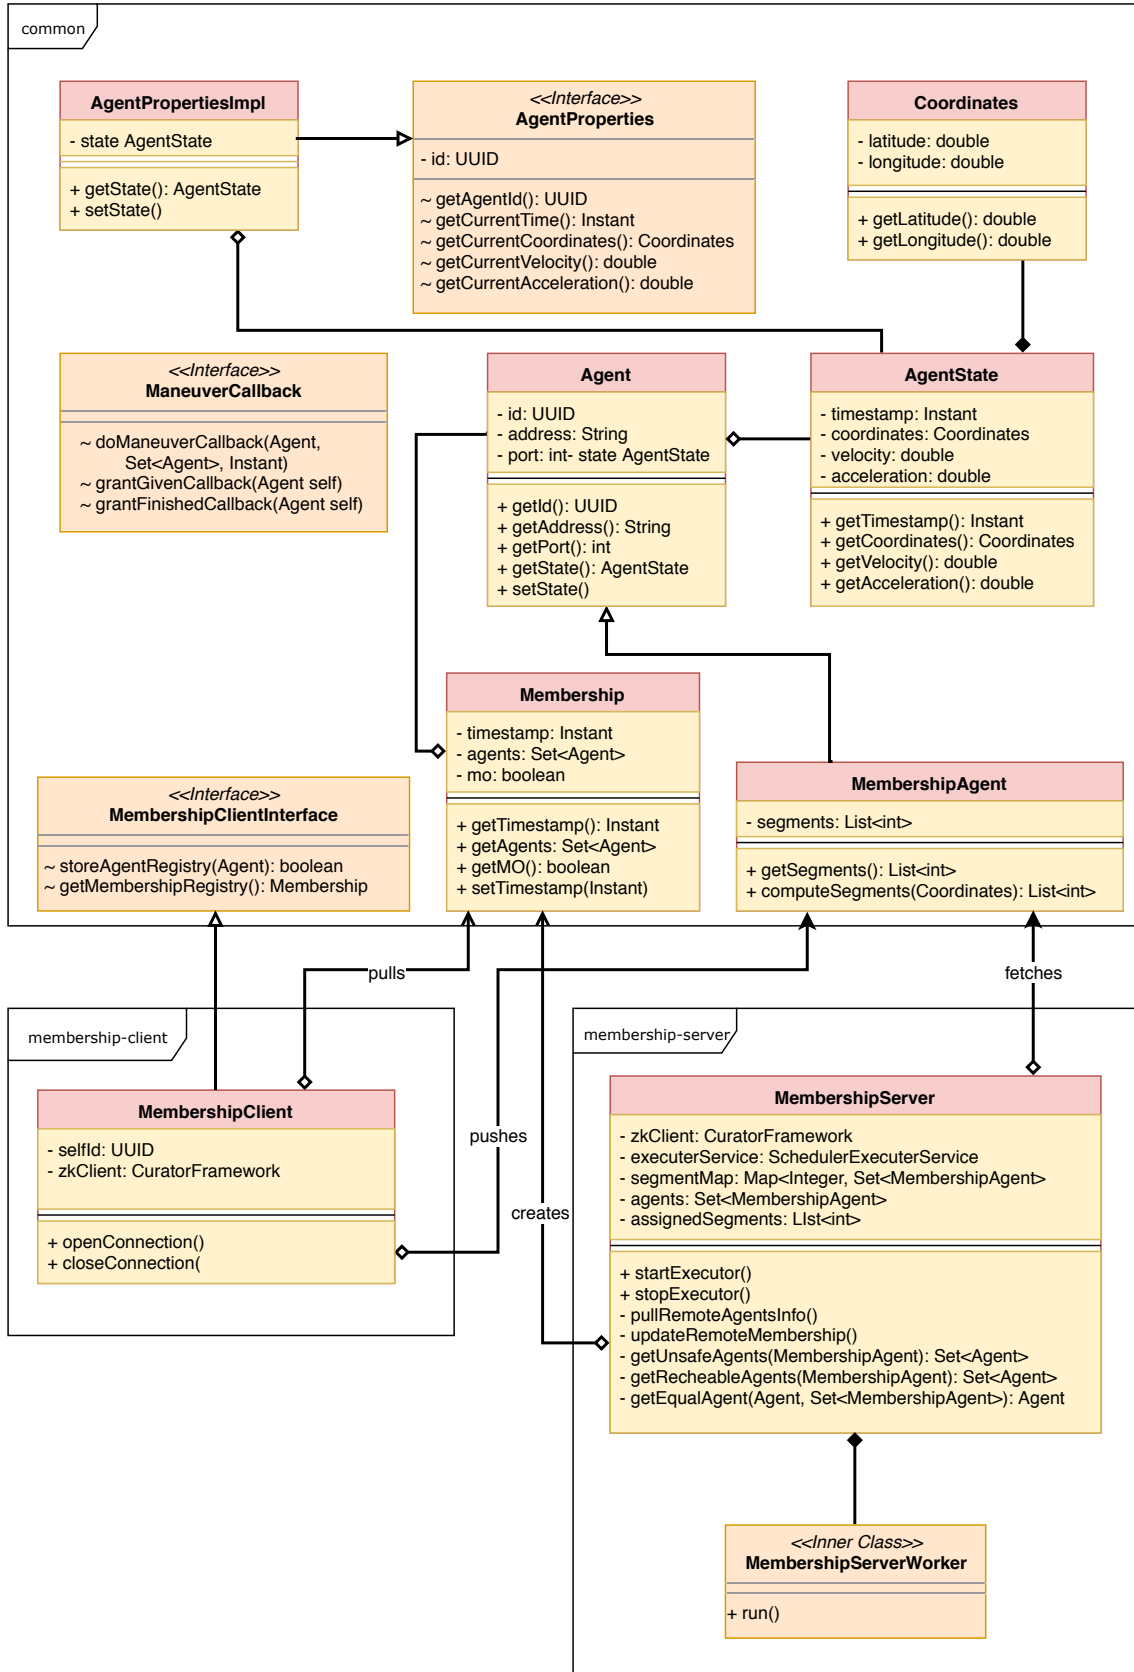 common
AgentPropertiesImpl
- state AgentState
+ getState(): AgentState
+ setState()
<<Interface>>
AgentProperties
- id: UUID
~ getAgentId(): UUID
~ getCurrentTime(): Instant
~ getCurrentCoordinates(): Coordinates
~ getCurrentVelocity(): double
~ getCurrentAcceleration(): double
Coordinates
- latitude: double
- longitude: double
+ getLatitude(): double
+ getLongitude(): double
<<Interface>>
ManeuverCallback
~ doManeuverCallback(Agent,
Set<Agent>, Instant)
~ grantGivenCallback(Agent self)
~ grantFinishedCallback(Agent self)
Agent
- id: UUID
- address: String
- port: int- state AgentState
+ getId(): UUID
+ getAddress(): String
+ getPort(): int
+ getState(): AgentState
+ setState()
AgentState
- timestamp: Instant
- coordinates: Coordinates
- velocity: double
- acceleration: double
+ getTimestamp(): Instant
+ getCoordinates(): Coordinates
+ getVelocity(): double
+ getAcceleration(): double
Membership
- timestamp: Instant
- agents: Set<Agent>
- mo: boolean
+ getTimestamp(): Instant
+ getAgents: Set<Agent>
+ getMO(): boolean
+ setTimestamp(Instant)
<<Interface>>
MembershipClientInterface
~ storeAgentRegistry(Agent): boolean
~ getMembershipRegistry(): Membership
MembershipAgent
- segments: List<int>
+ getSegments(): List<int>
+ computeSegments(Coordinates): List<int>
pulls
fetches
pushes
creates
membership-client
MembershipClient
- selfId: UUID
- zkClient: CuratorFramework
+ openConnection()
+ closeConnection(
membership-server
MembershipServer
- zkClient: CuratorFramework
- executerService: SchedulerExecuterService
- segmentMap: Map<Integer, Set<MembershipAgent>
- agents: Set<MembershipAgent>
- assignedSegments: LIst<int>
+ startExecutor()
+ stopExecutor()
- pullRemoteAgentsInfo()
- updateRemoteMembership()
- getUnsafeAgents(MembershipAgent): Set<Agent>
- getRecheableAgents(MembershipAgent): Set<Agent>
- getEqualAgent(Agent, Set<MembershipAgent>): Agent
<<Inner Class>>
MembershipServerWorker
+ run()